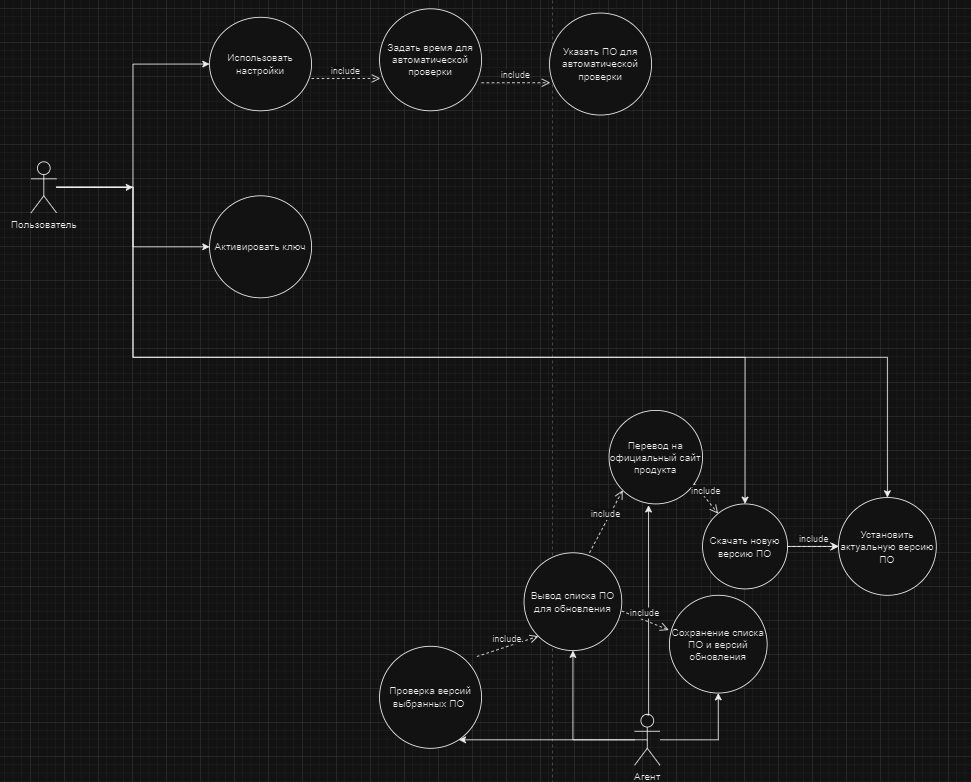 Использовать
настройки
include
Задать время для
автоматической
проверки
include
Указать ПО для
автоматической
проверки
Пользователь
Активировать ключ
Перевод на
официальный сайт
продукта
include
include
Скачать новую
версию ПО
include
Установить
актуальную версию
ПО
Вывод списка ПО
для обновления
include
Сохранение списка
ПО и версий
обновления
include
Проверка версий
выбранных ПО
Агент